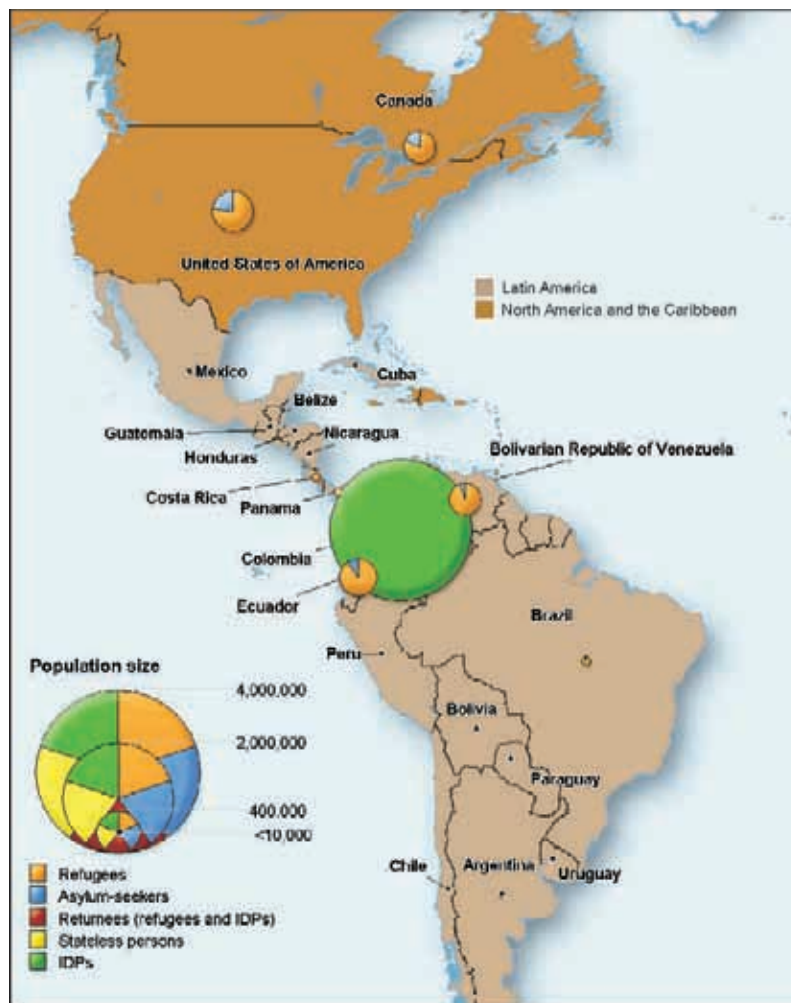 Canada
United States of America
Latin America
North America and the Caribbean
Mexico
Cuba
Belize
Guatemala
Nicaragua
Honduras
Bolivarian Republic of Venezuela
Costa Rica
Panama
Colombia
Ecuador
Brazil
Peru
Population size
4,000,000
2,000,000
400,000
<10,000
Bolivia
Paraguay
Chile
Argentina
Uruguay
Refugees
Asylum-seekers
Returnees (refugees and IDPs)
Stateless persons
IDPs